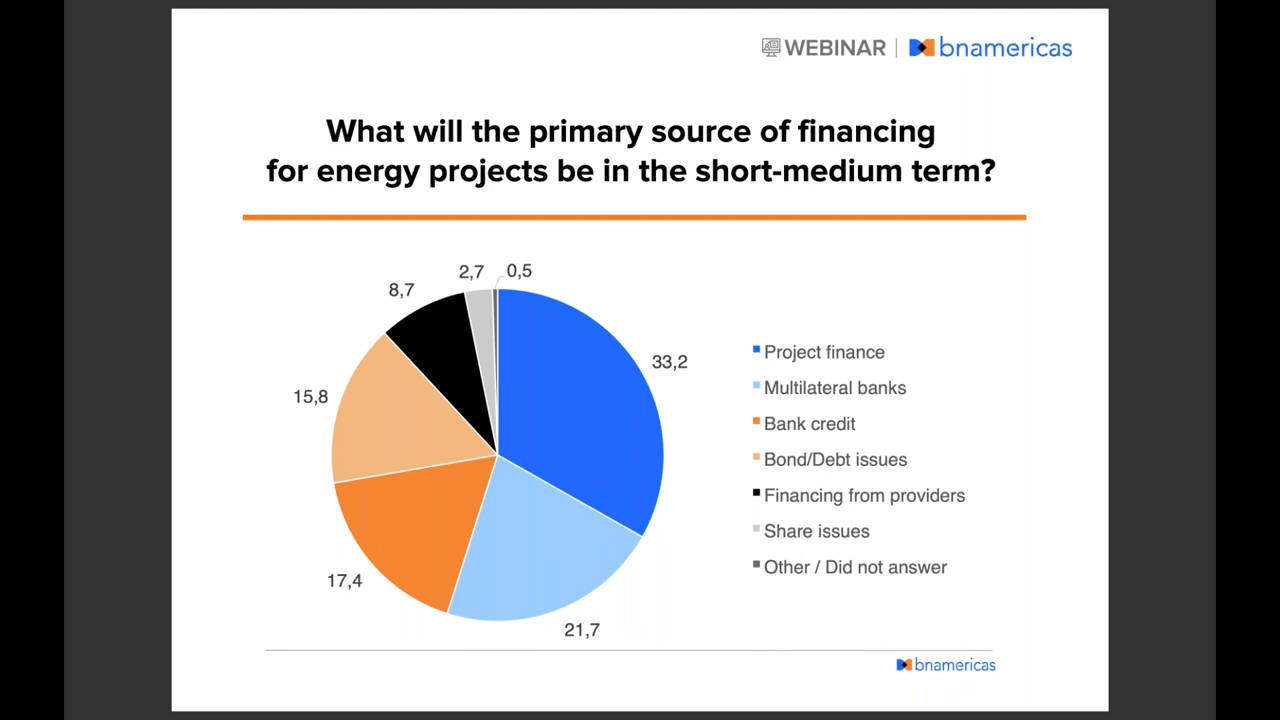 WEBINAR | bnamericas
What will the primary source of financing
for energy projects be in the short-medium term?
2,7
0,5
8,7
33,2
15,8
17,4
21,7
Project finance
Multilateral banks
Bank credit
Bond/Debt issues
Financing from providers
Share issues
Other / Did not answer
bnamericas